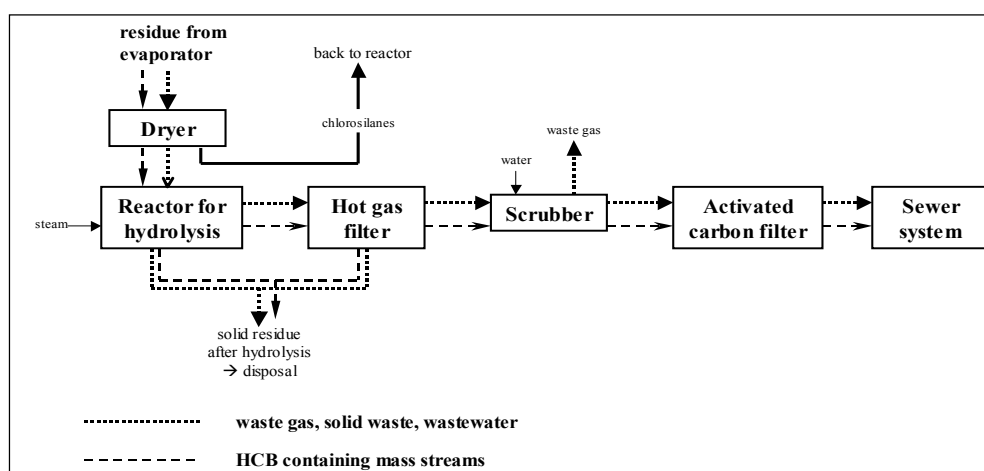 residue from
evaporator
back to reactor
chlorosilanes
Dryer
waste gas
water
steam
Reactor for
hydrolysis
Hot gas
filter
Scrubber
Activated
carbon filter
Sewer
system
solid residue
after hydrolysis
→ disposal
waste gas, solid waste, wastewater
HCB containing mass streams